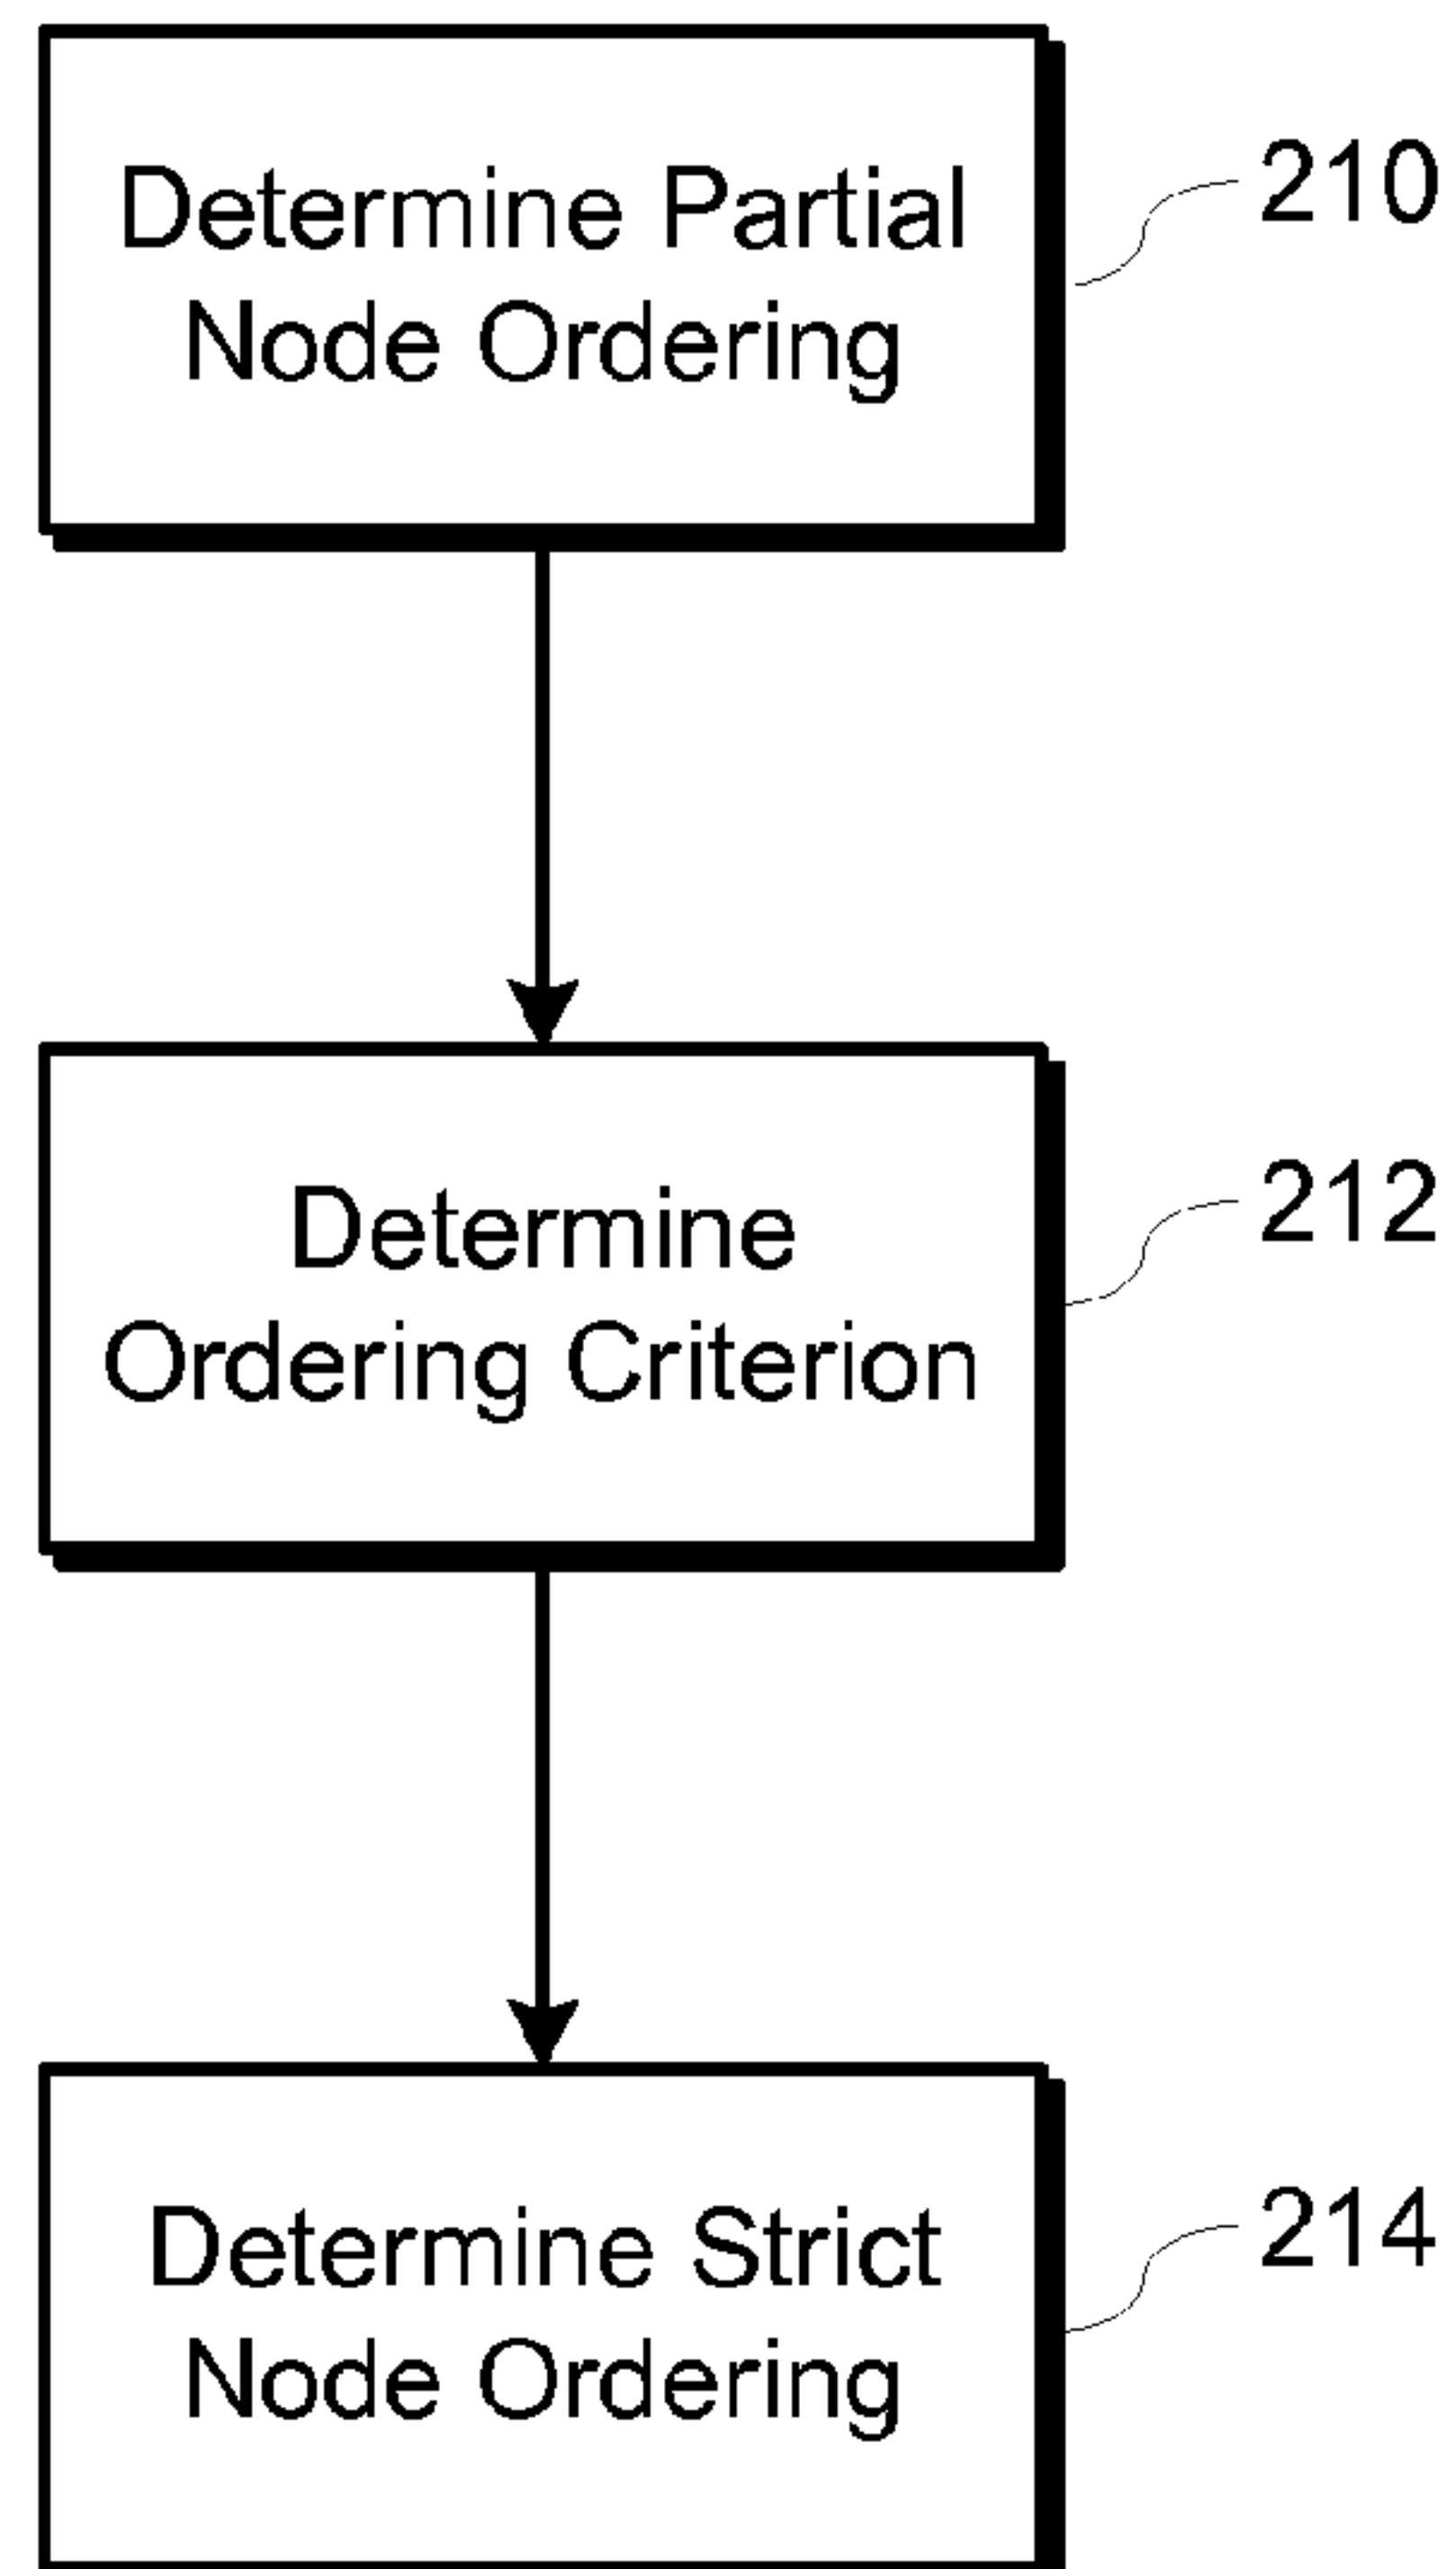 Determine Partial
Node Ordering
210
Determine
Ordering Criterion
212
Determine Strict
Node Ordering
214